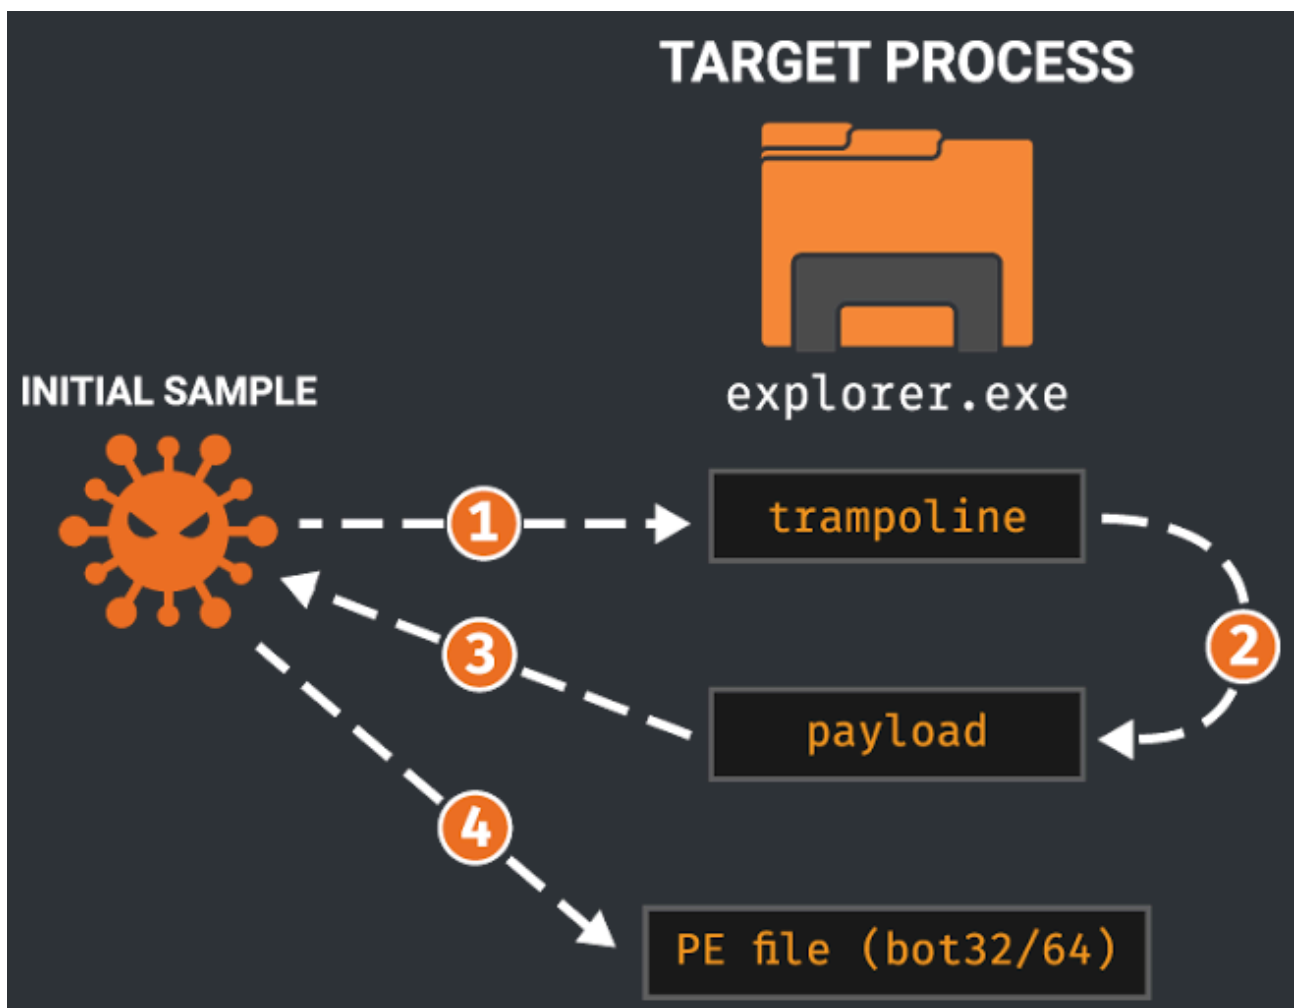 TARGET PROCESS
explorer.exe
INITIAL SAMPLE
1
trampoline
2
3
payload
4
PE file (bot32/64)